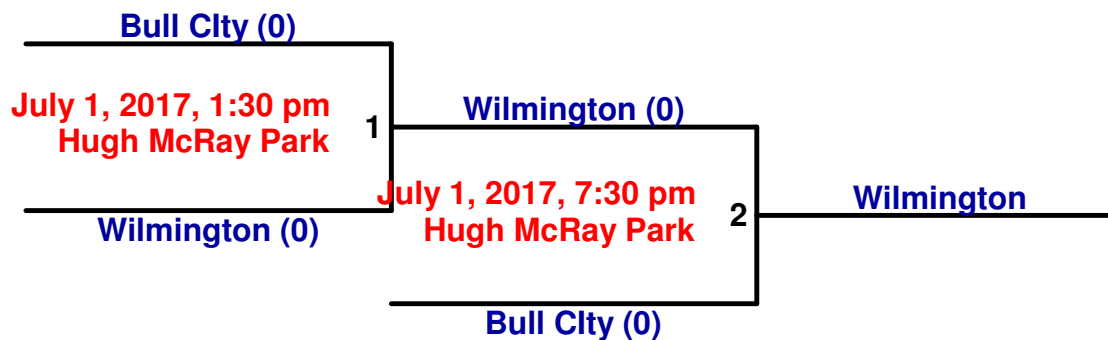 Bull CIty (0)
July 1, 2017, 1:30 pm
Hugh McRay Park
1
Wilmington (0)
Wilmington (0)
July 1, 2017, 7:30 pm
Hugh McRay Park
2
Bull CIty (0)
Wilmington